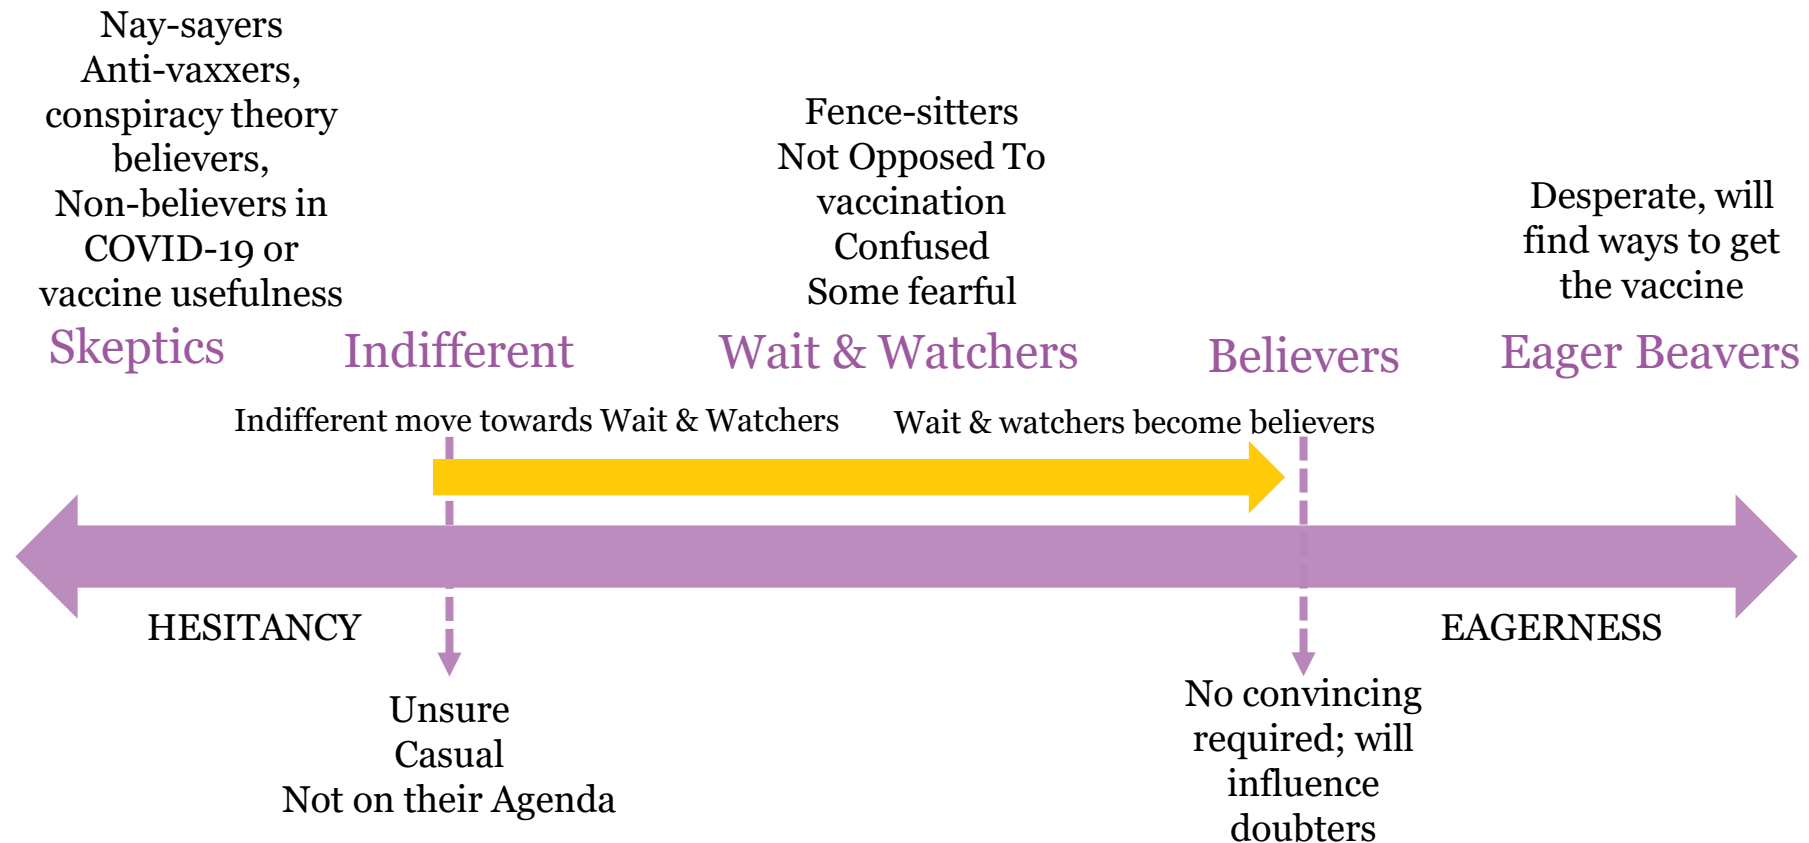 Nay-sayers
Anti-vaxxers,
conspiracy theory
believers,
Non-believers in
COVID-19 or
vaccine usefulness
Fence-sitters
Not Opposed To
vaccination
Confused
Some fearful
Desperate, will
find ways to get
the vaccine
Skeptics
Indifferent
Wait & Watchers
Believers
Eager Beavers
Indifferent move towards Wait & Watchers
Wait & watchers become believers
HESITANCY
EAGERNESS
Unsure
Casual
Not on their Agenda
No convincing
required; will
influence
doubters